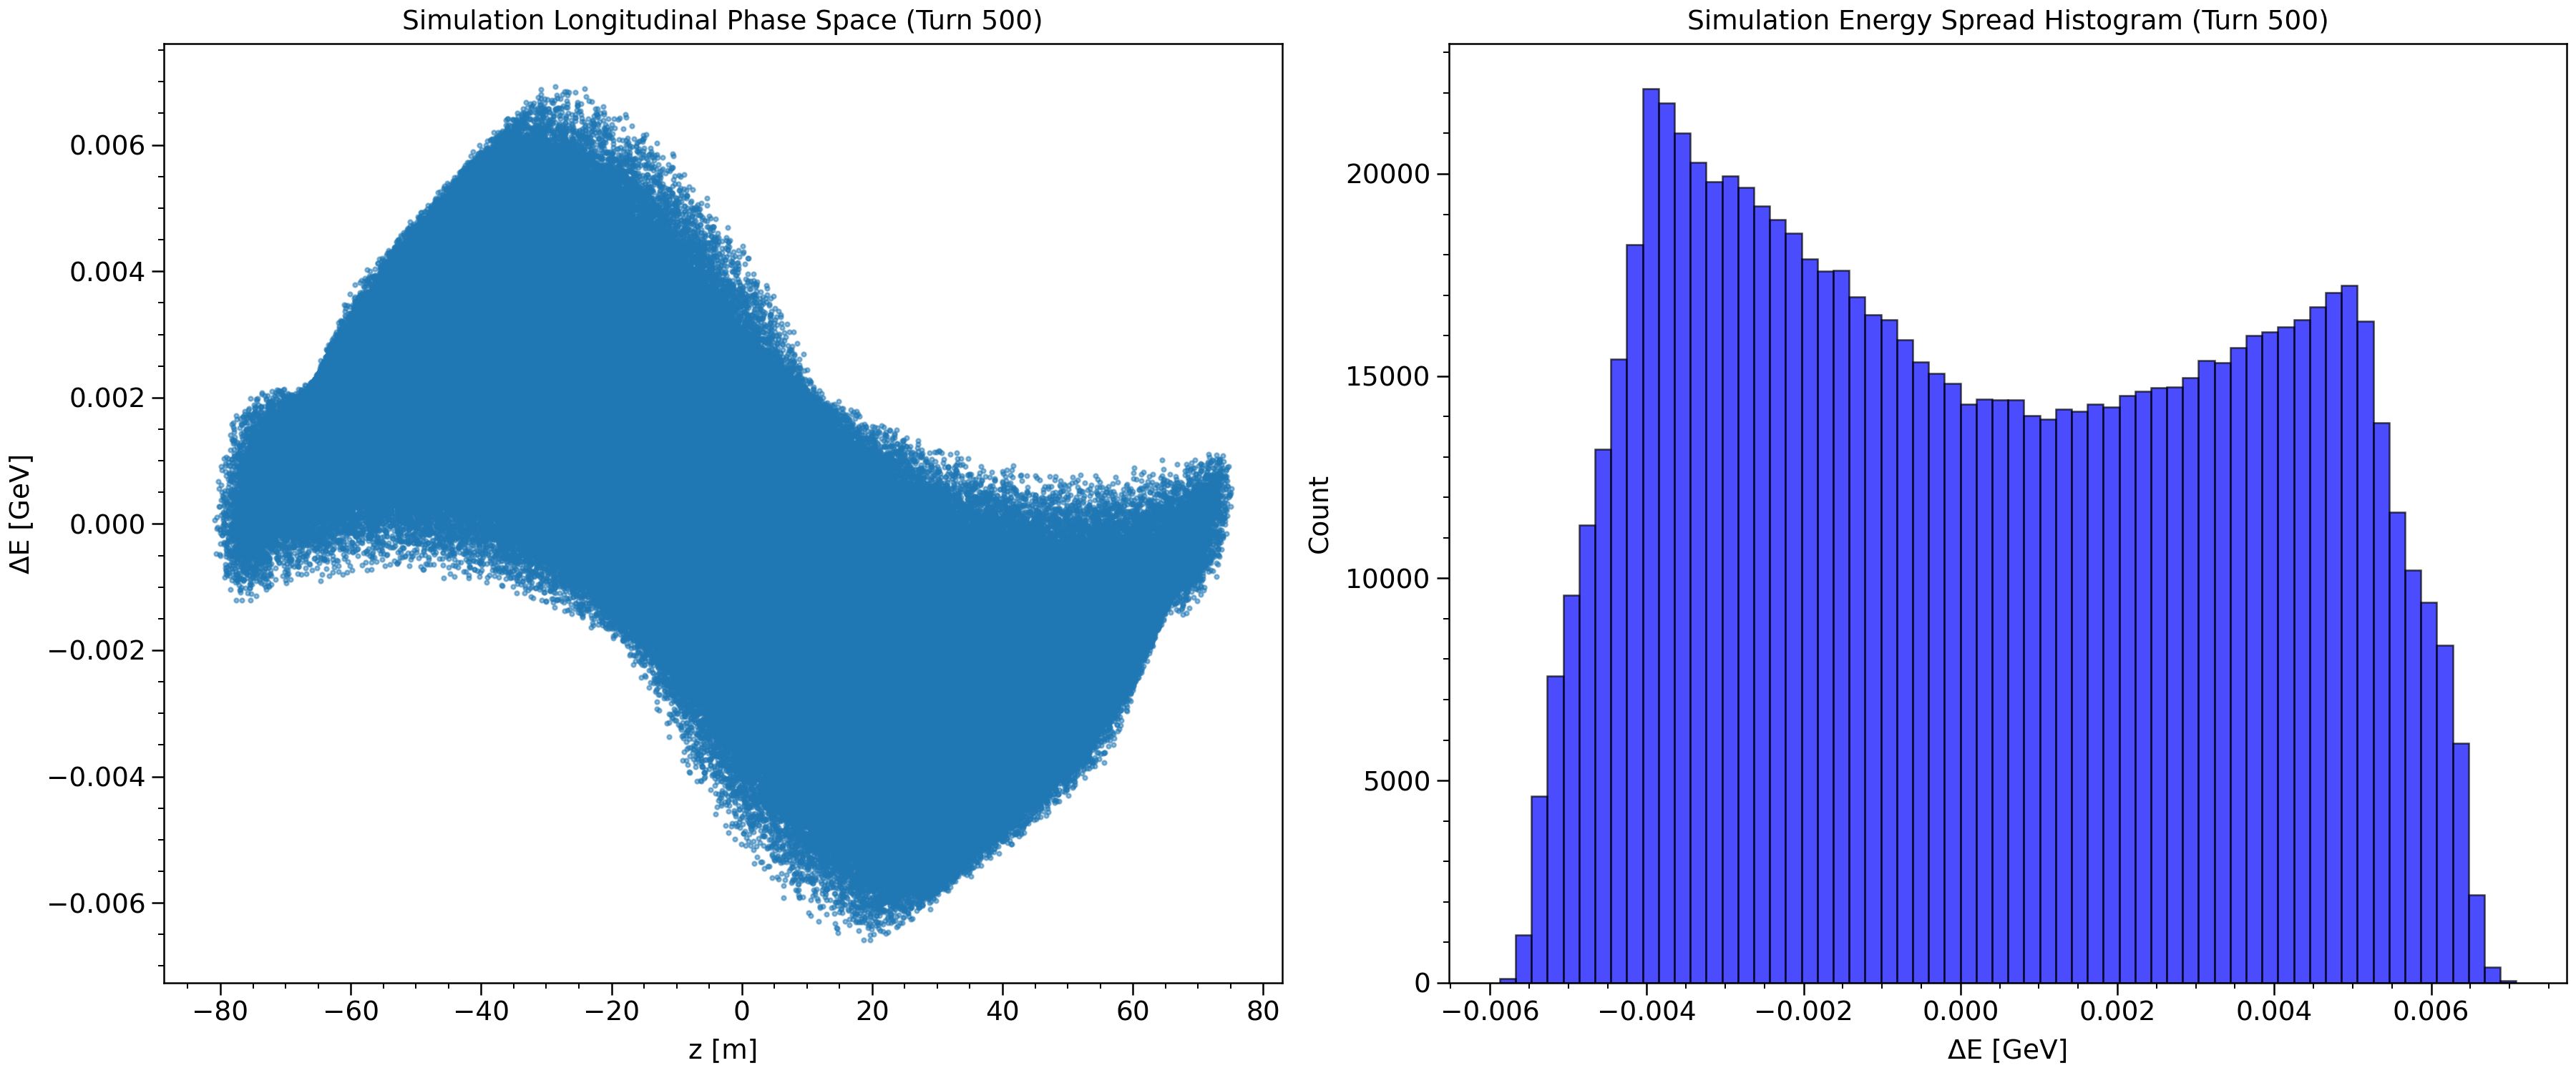 Simulation Longitudinal Phase Space (Turn 500)
0.006
0.004
0.002
0.000
−0.002
−0.004
−0.006
ΔE [GeV]
−80 −60 −40 −20 0 20 40 60 80
z [m]
Simulation Energy Spread Histogram (Turn 500)
20000
15000
10000
5000
0
Count
−0.006 −0.004 −0.002 0.000 0.002 0.004 0.006
ΔE [GeV]